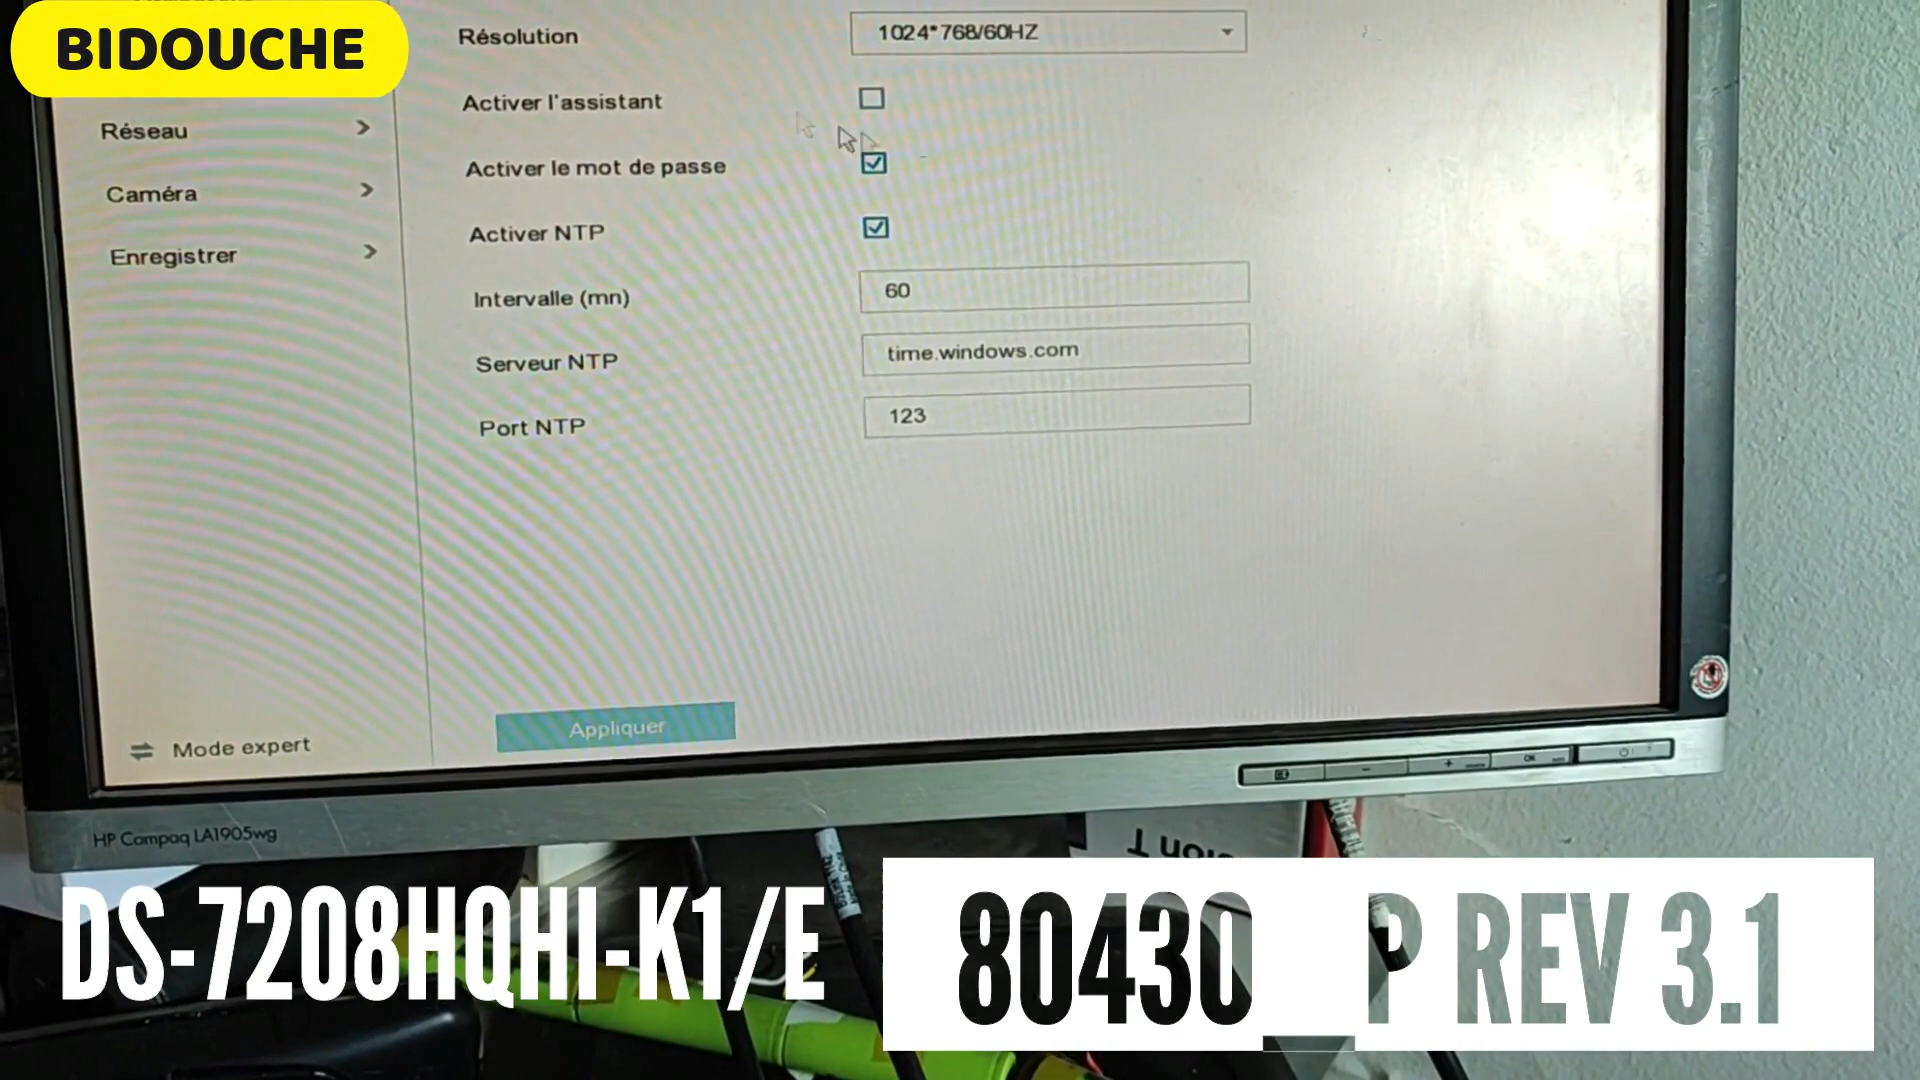 BIDOUCHE
Résolution
1024*768/60HZ
Activer l'assistant
Réseau
Activer le mot de passe
Caméra
Activer NTP
Enregistrer
Intervalle (mn)
60
Serveur NTP
time.windows.com
Port NTP
123
Appliquer
Mode expert
OK
HP Compaq LA1905wg
DS-7208HQHI-K1/E
80430__P REV 3.1